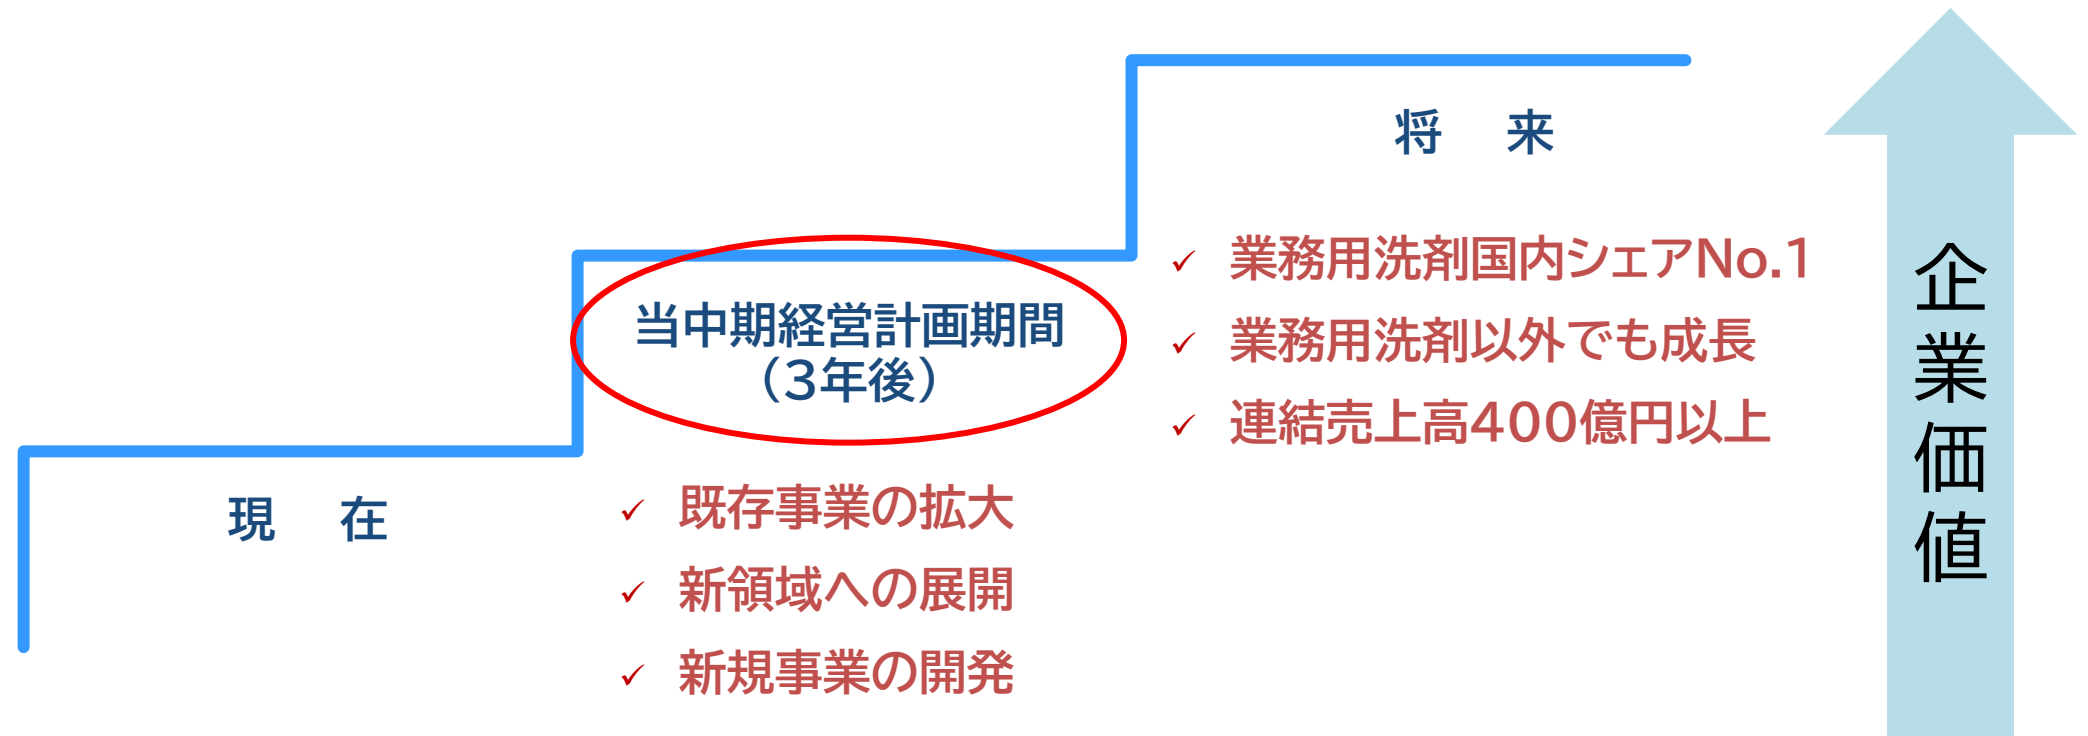 現 在
当中期経営計画期間
（3年後）
✓ 既存事業の拡大
✓ 新領域への展開
✓ 新規事業の開発
将 来
✓ 業務用洗剤国内シェアNo.1
✓ 業務用洗剤以外でも成長
✓ 連結売上高400億円以上
企業価値